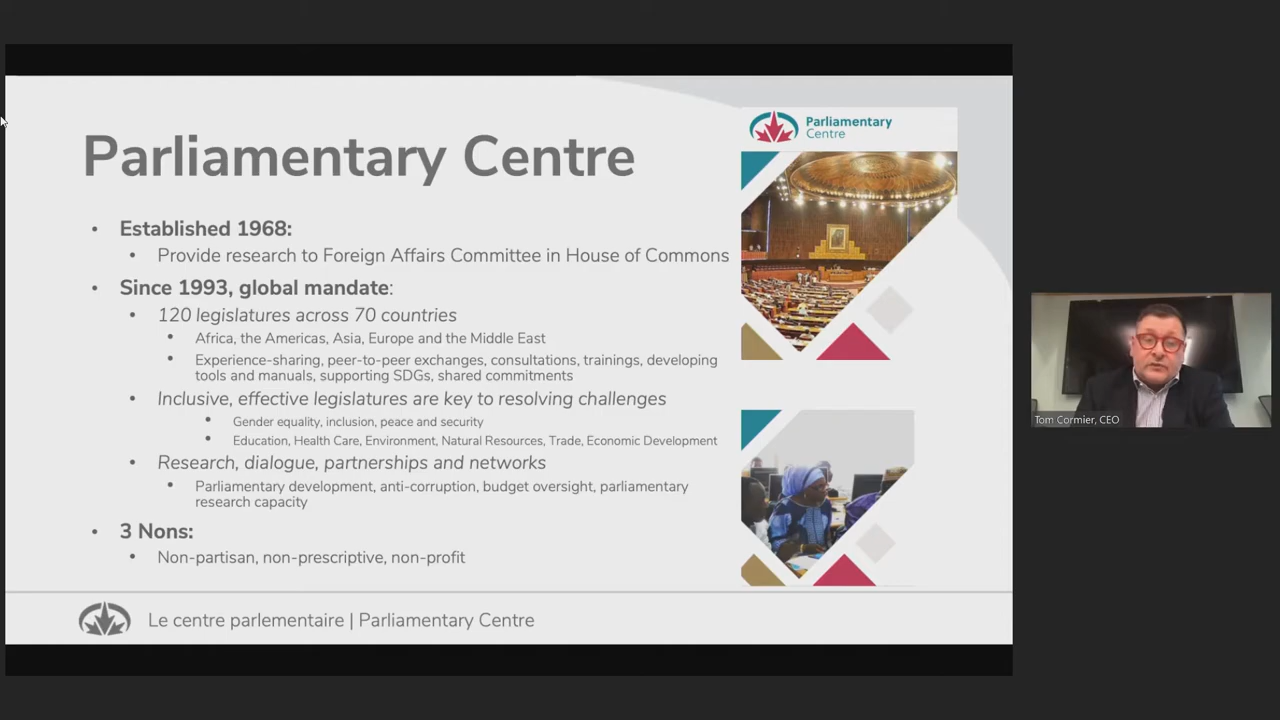 Parliamentary Centre
• Established 1968:
• Provide research to Foreign Affairs Committee in House of Commons
• Since 1993, global mandate:
• 120 legislatures across 70 countries
• Africa, the Americas, Asia, Europe and the Middle East
• Experience-sharing, peer-to-peer exchanges, consultations, trainings, developing
tools and manuals, supporting SDGs, shared commitments
• Inclusive, effective legislatures are key to resolving challenges
• Gender equality, inclusion, peace and security
• Education, Health Care, Environment, Natural Resources, Trade, Economic Development
• Research, dialogue, partnerships and networks
• Parliamentary development, anti-corruption, budget oversight, parliamentary
research capacity
• 3 Nons:
• Non-partisan, non-prescriptive, non-profit
Parliamentary
Centre
Le centre parlementaire | Parliamentary Centre
Tom Cormier, CEO